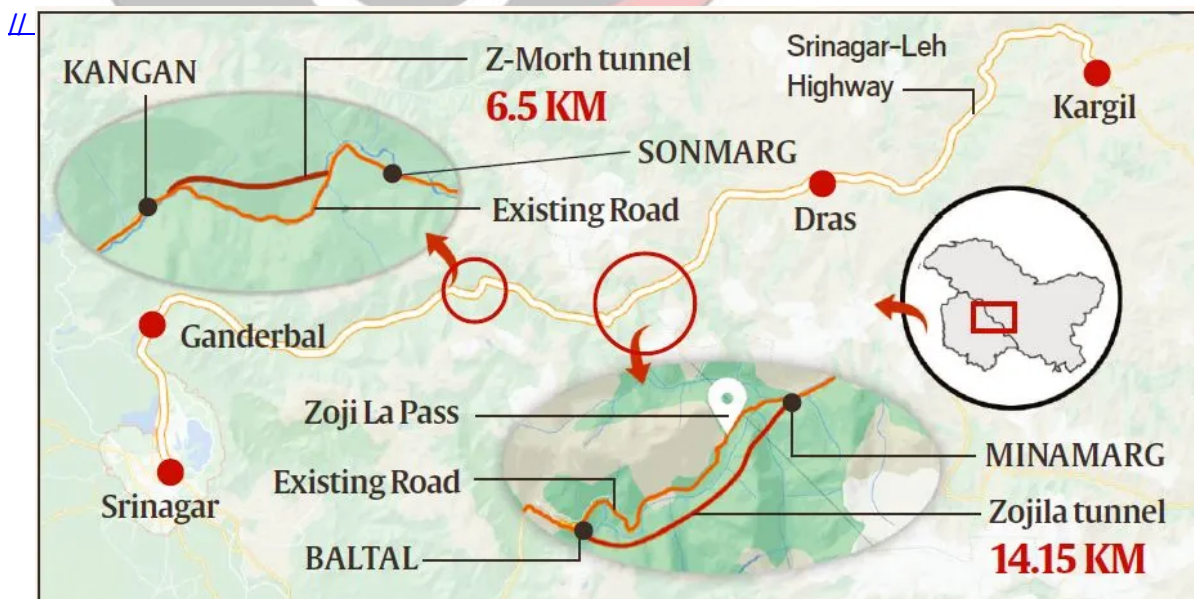 //
KANGAN
Z-Morh tunnel
6.5 KM
Srinagar-Leh
Highway
Kargil
SONMARG
Existing Road
Dras
Ganderbal
Zoji La Pass
Existing Road
MINAMARG
Srinagar
Zojila tunnel
BALTAL
14.15 KM